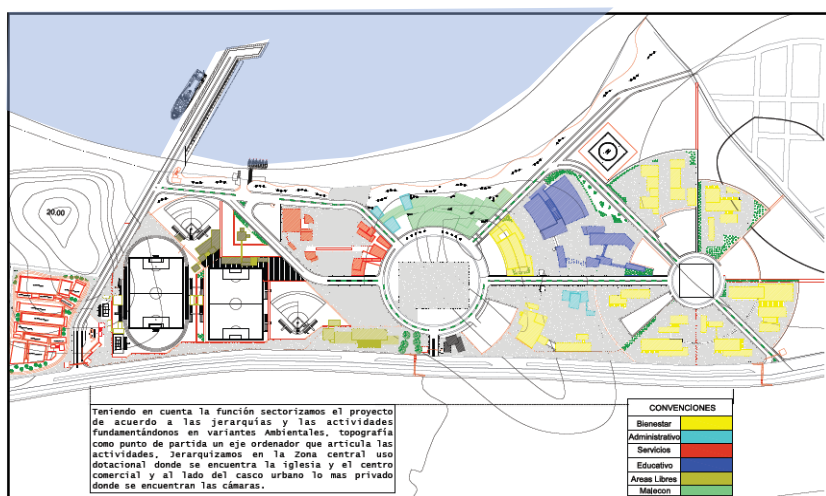 20.00
Teniendo en cuenta la función sectorizamos el proyecto
de acuerdo a las jerarquías y las actividades
fundamentándonos en variantes Ambientales, topografía
como punto de partida un eje ordenador que articula las
actividades, Jerarquizamos en la Zona central uso
dotacional donde se encuentra la iglesia y el centro
comercial y al lado del casco urbano lo mas privado
donde se encuentran las cámaras.
CONVENCIONES
Bienestar
Administrativo
Servicios
Educativo
Areas Libres
Malecon